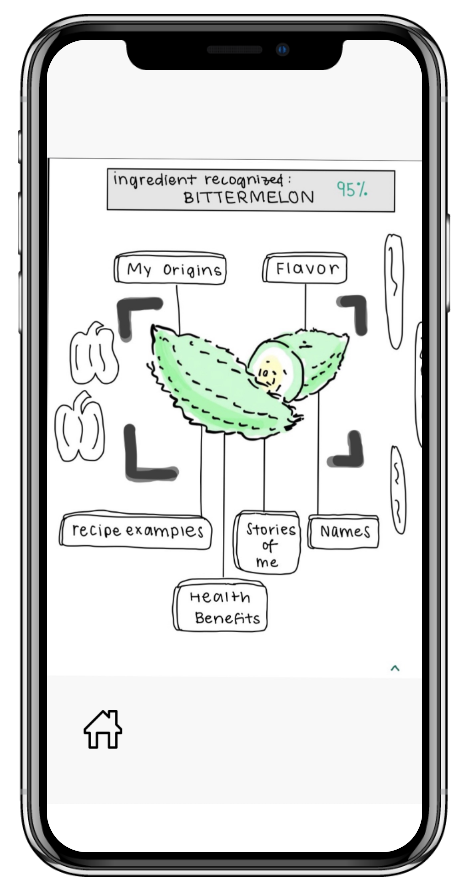 ingredient recognized:
BITTERMELON 95%
My origins
Flavor
recipe examples
Stories
of
me
Names
Health
Benefits